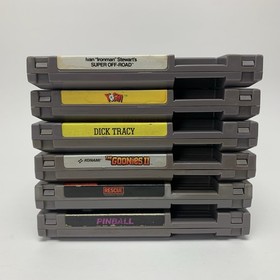 Ivan "Ironman" Stewart's
SUPER OFF-ROAD
DICK TRACY
KONAMI
THE GOONIES II
RESCUE
PINBALL